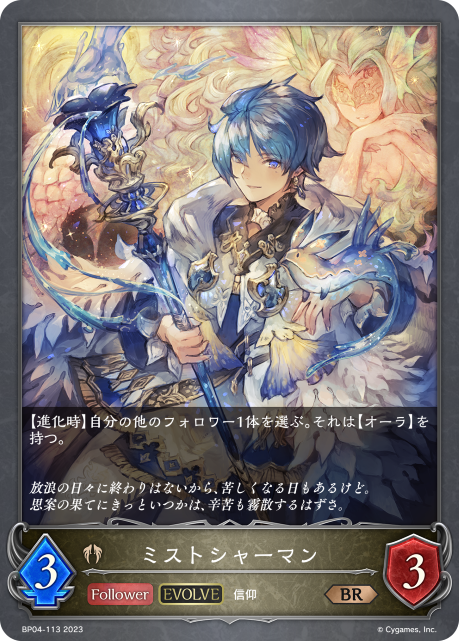 【進化時】自分の他のフォロワー1体を選ぶ。それは【オーラ】を
持つ。
放浪の日々に終わりはないから、苦しくなる日もあるけど。
思案の果てにきっといつかは、辛苦も霧散するはずさ。
ミストシャーマン
3
Follower EVOLVE 信仰 BR
3
BP04-113 2023 © Cygames, Inc.